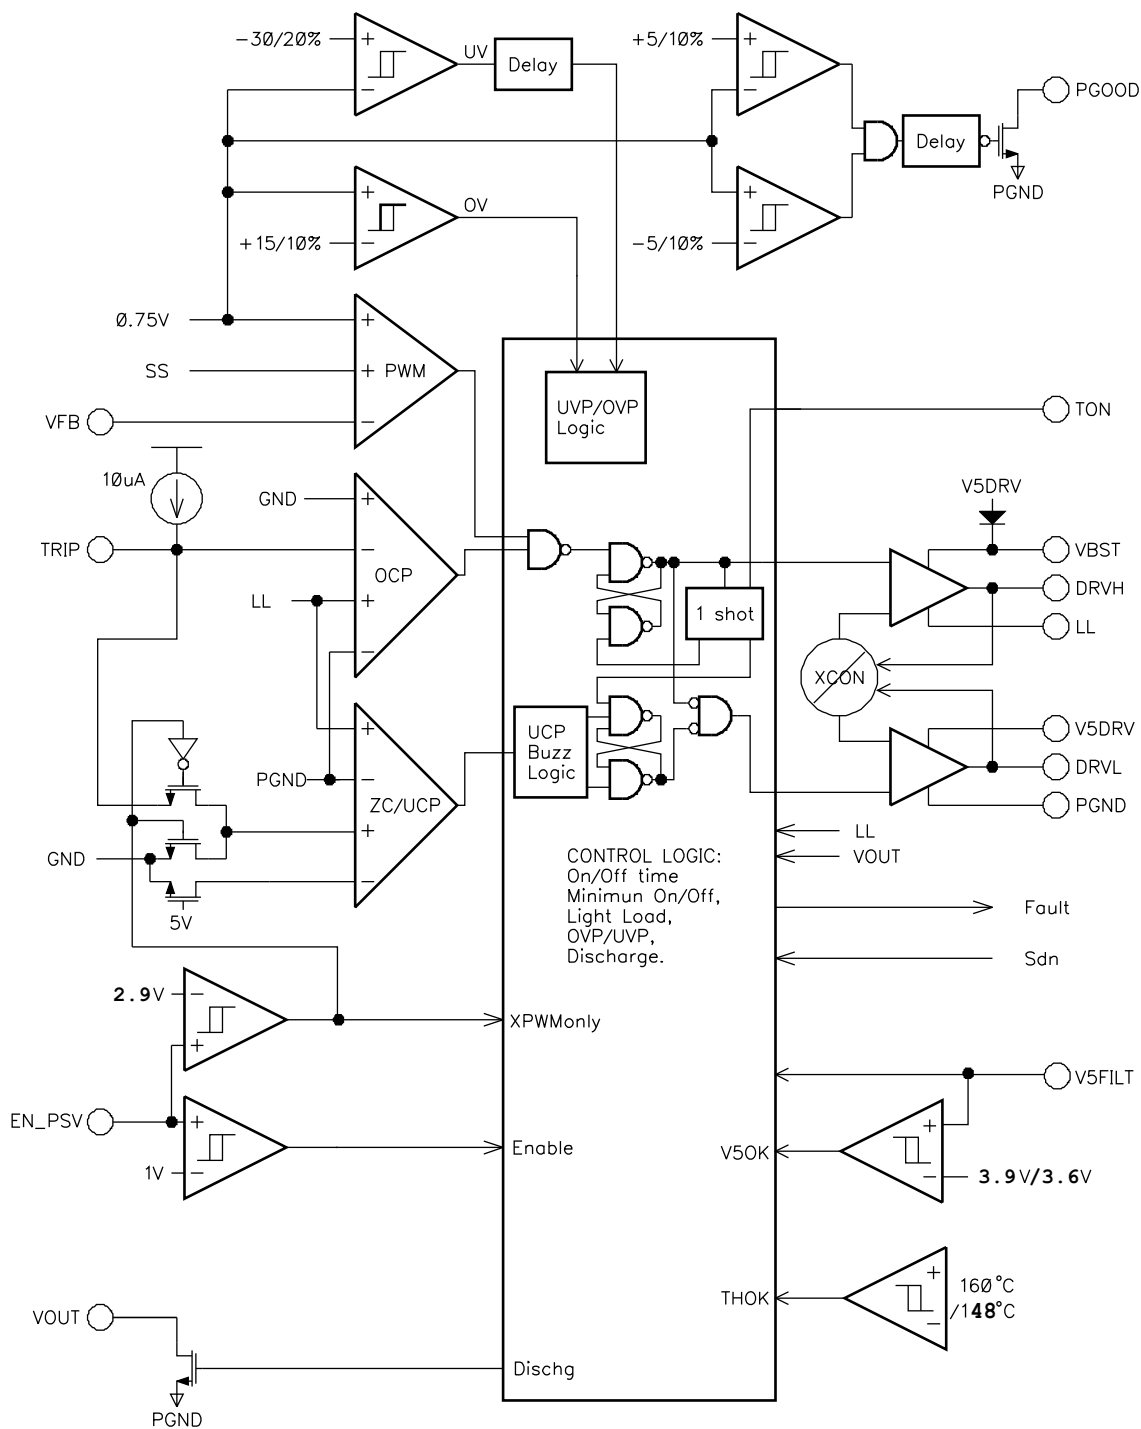 -30/20%
+
-
UV
Delay
+5/10%
+
-
PGOOD
Delay
PGND
+
-
OV
+15/10%
+
-
-5/10%
0.75V
+
SS
+
PWM
VFB
-
UVP/OVP
Logic
TON
10uA
GND
+
V5DRV
TRIP
-
OCP
VBST
DRVH
LL
+
1 shot
LL
-
XCON
+
UCP
Buzz
Logic
V5DRV
PGND
-
DRVL
ZC/UCP
PGND
+
LL
GND
VOUT
-
5V
CONTROL LOGIC:
On/Off time
Minimun On/Off,
Light Load,
OVP/UVP,
Discharge.
Fault
Sdn
2.9V
-
+
XPWMonly
V5FILT
EN_PSV
+
-
1V
Enable
V5OK
+
-
3.9V/3.6V
THOK
+
-
160°C
/148°C
VOUT
Dischg
PGND